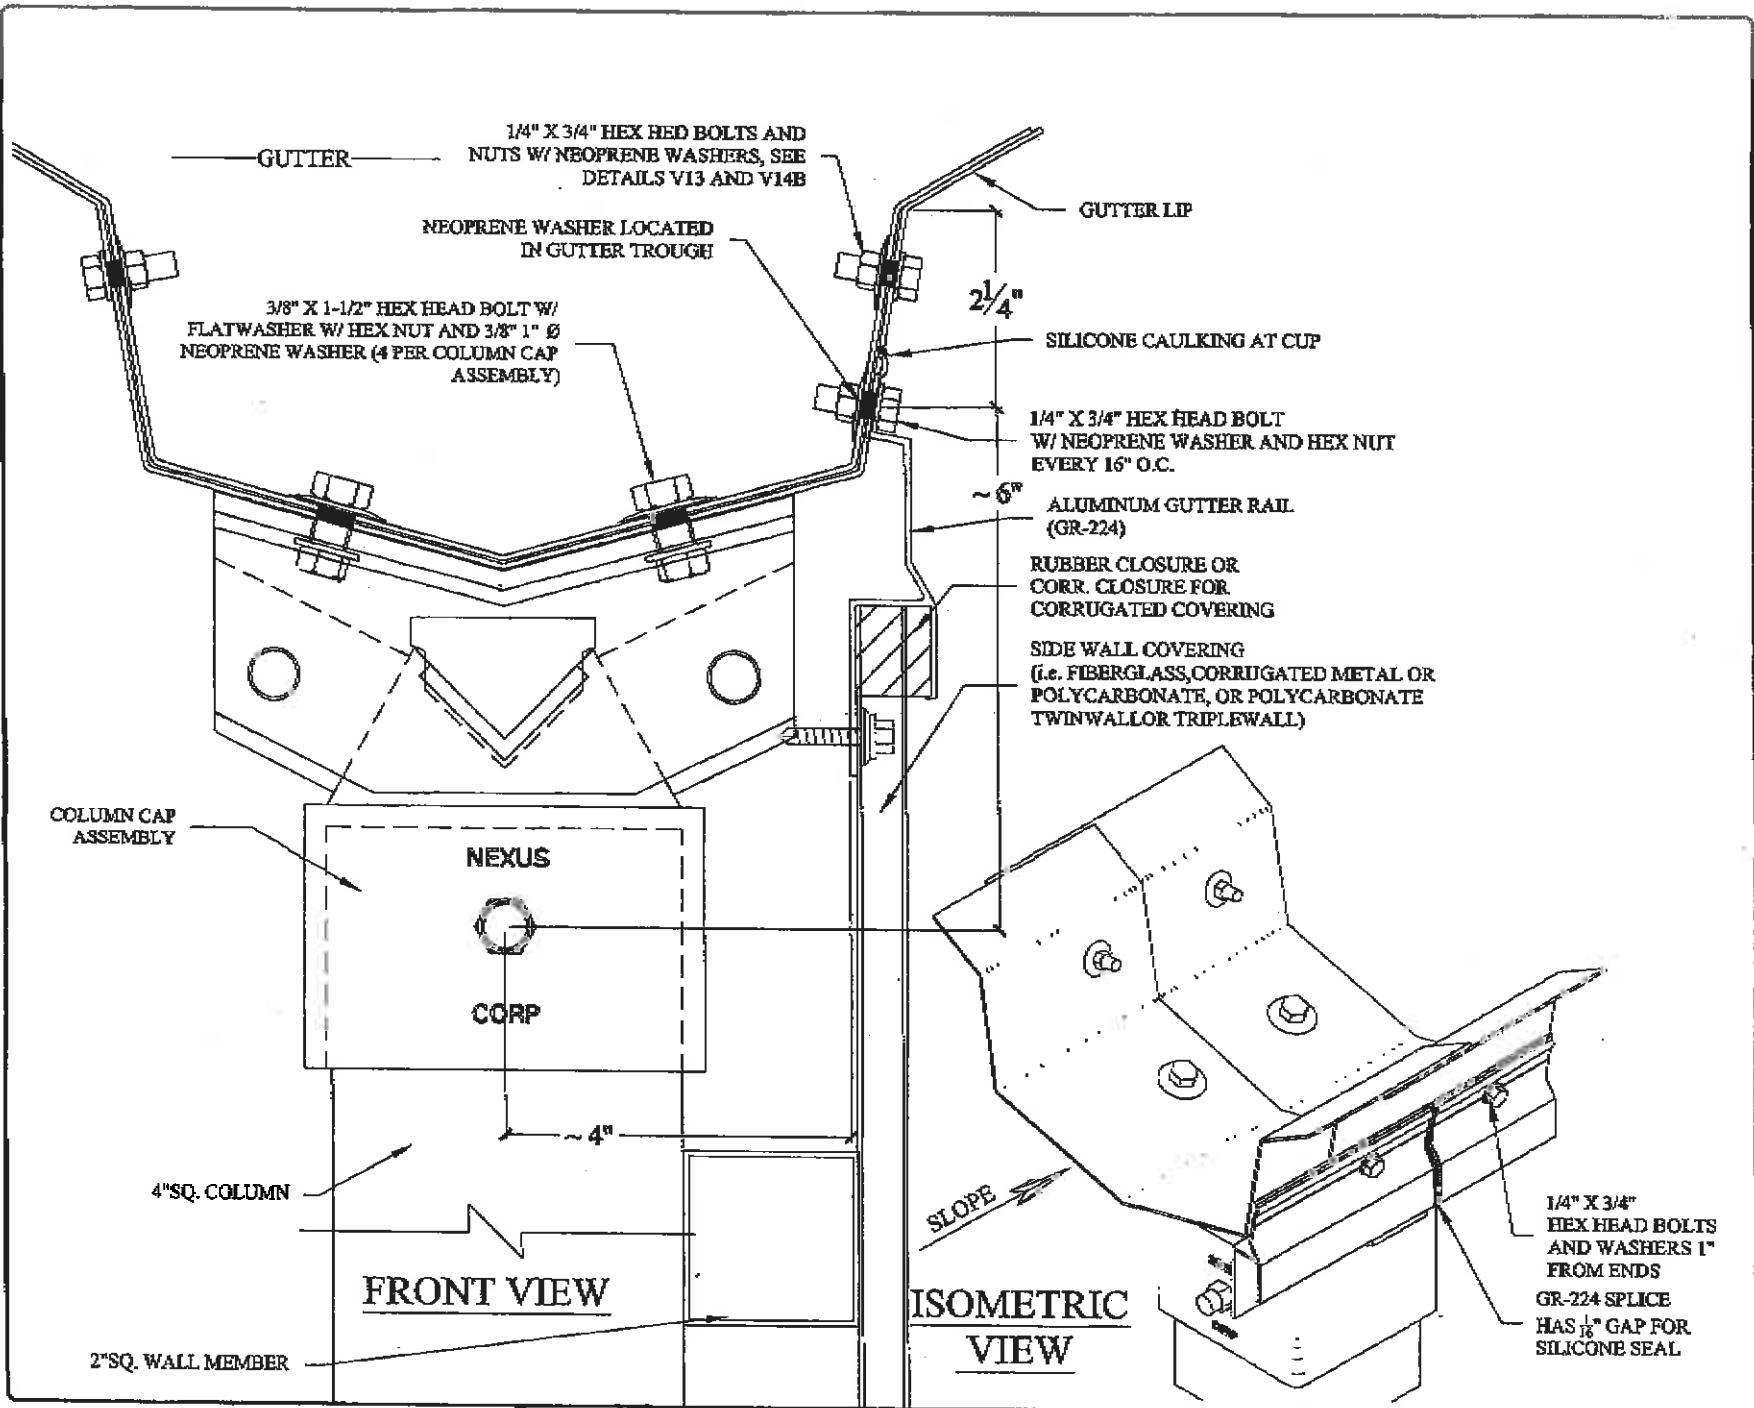 1/4" X 3/4" HEX HED BOLTS AND
NUTS W/ NEOPRENE WASHERS, SEE
DETAILS V13 AND V14B
GUTTER
GUTTER LIP
NEOPRENE WASHER LOCATED
IN GUTTER TROUGH
2 1/4"
3/8" X 1-1/2" HEX HEAD BOLT W/
FLATWASHER W/ HEX NUT AND 3/8" 1" Ø
NEOPRENE WASHER (4 PER COLUMN CAP
ASSEMBLY)
SILICONE CAULKING AT CUP
1/4" X 3/4" HEX HEAD BOLT
W/ NEOPRENE WASHER AND HEX NUT
EVERY 16" O.C.
~ 6"
ALUMINUM GUTTER RAIL
(GR-224)
RUBBER CLOSURE OR
CORR. CLOSURE FOR
CORRUGATED COVERING
SIDE WALL COVERING
(i.e. FIBERGLASS,CORRUGATED METAL OR
POLYCARBONATE, OR POLYCARBONATE
TWINWALLOR TRIPLEWALL)
COLUMN CAP
ASSEMBLY
NEXUS
CORP
~ 4"
4"SQ. COLUMN
FRONT VIEW
2"SQ. WALL MEMBER
SLOPE
ISOMETRIC
VIEW
1/4" X 3/4"
HEX HEAD BOLTS
AND WASHERS 1"
FROM ENDS
GR-224 SPLICE
HAS 1/16" GAP FOR
SILICONE SEAL
CORP